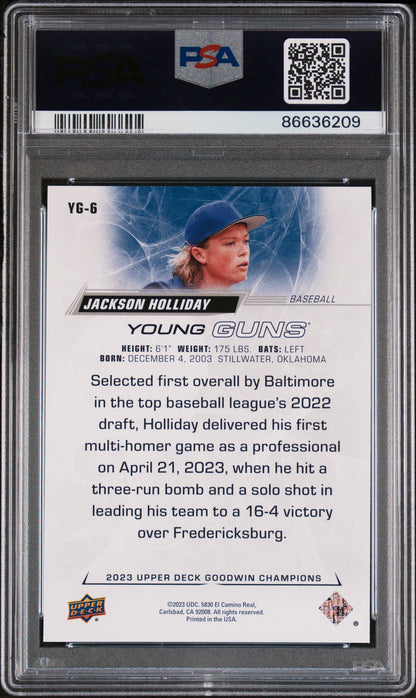 PSA
PSA
86636209
YG-6
JACKSON HOLLIDAY
BASEBALL
YOUNG GUNS
HEIGHT: 6'1" WEIGHT: 175 LBS. BATS: LEFT
BORN: DECEMBER 4, 2003 STILLWATER, OKLAHOMA
Selected first overall by Baltimore
in the top baseball league's 2022
draft, Holliday delivered his first
multi-homer game as a professional
on April 21, 2023, when he hit a
three-run bomb and a solo shot in
leading his team to a 16-4 victory
over Fredericksburg.
2023 UPPER DECK GOODWIN CHAMPIONS
UPPER
DECK
©2023 UDC. 5830 El Camino Real,
Carlsbad, CA 92008. All rights reserved.
Printed in the USA.
®
PSA